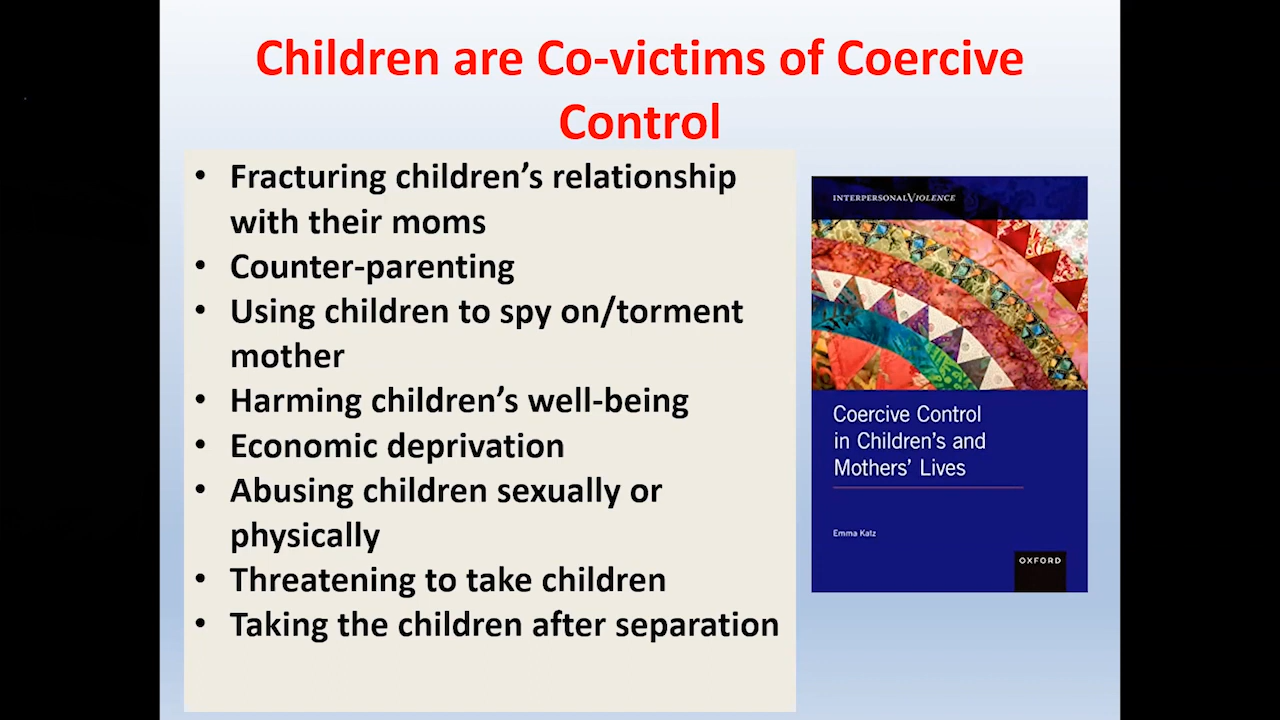 Children are Co-victims of Coercive
Control
• Fracturing children's relationship
with their moms
• Counter-parenting
• Using children to spy on/torment
mother
• Harming children's well-being
• Economic deprivation
• Abusing children sexually or
physically
• Threatening to take children
• Taking the children after separation
INTERPERSONALVIOLENCE
Coercive Control
in Children's and
Mothers' Lives
Emma Katz
OXFORD